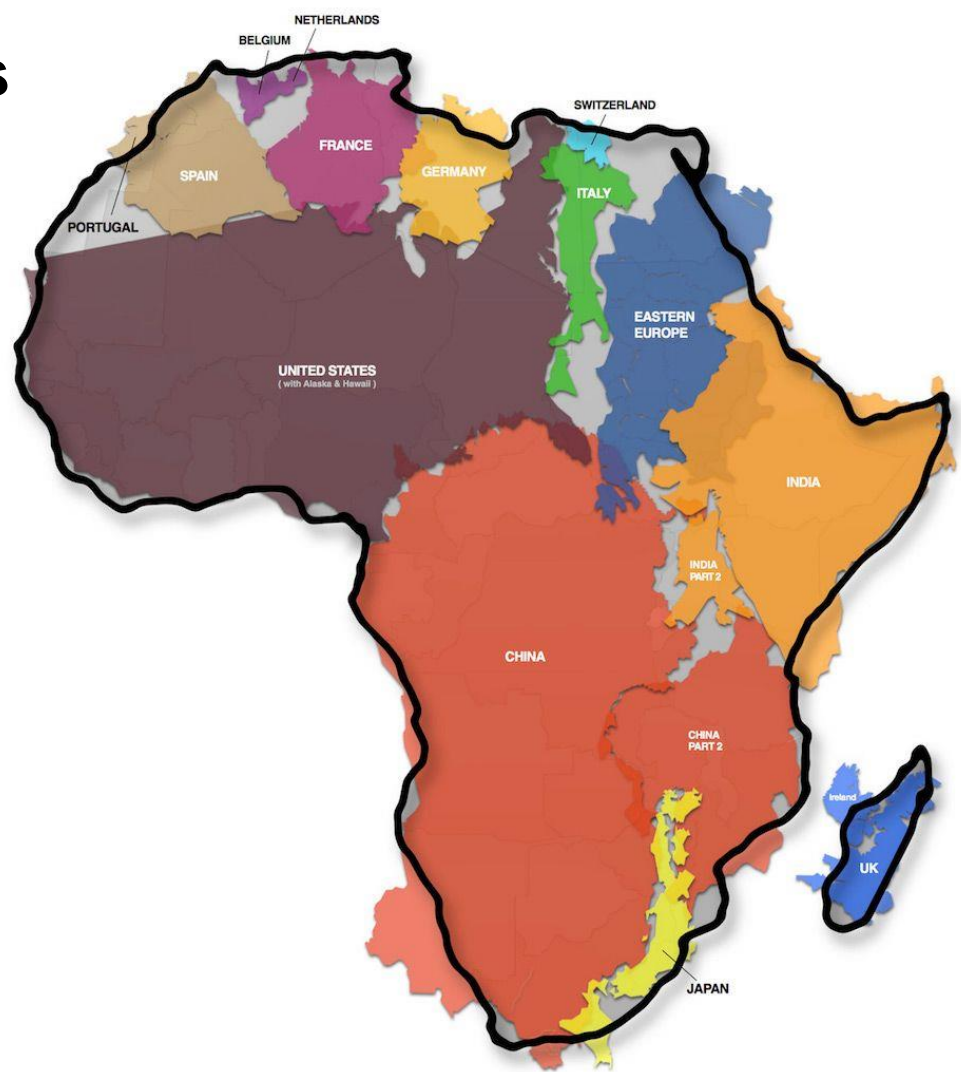 S
NETHERLANDS
BELGIUM
SWITZERLAND
FRANCE
SPAIN
GERMANY
ITALY
PORTUGAL
EASTERN
EUROPE
UNITED STATES
( with Alaska & Hawaii )
INDIA
INDIA
PART 2
CHINA
CHINA
PART 2
Ireland
UK
JAPAN